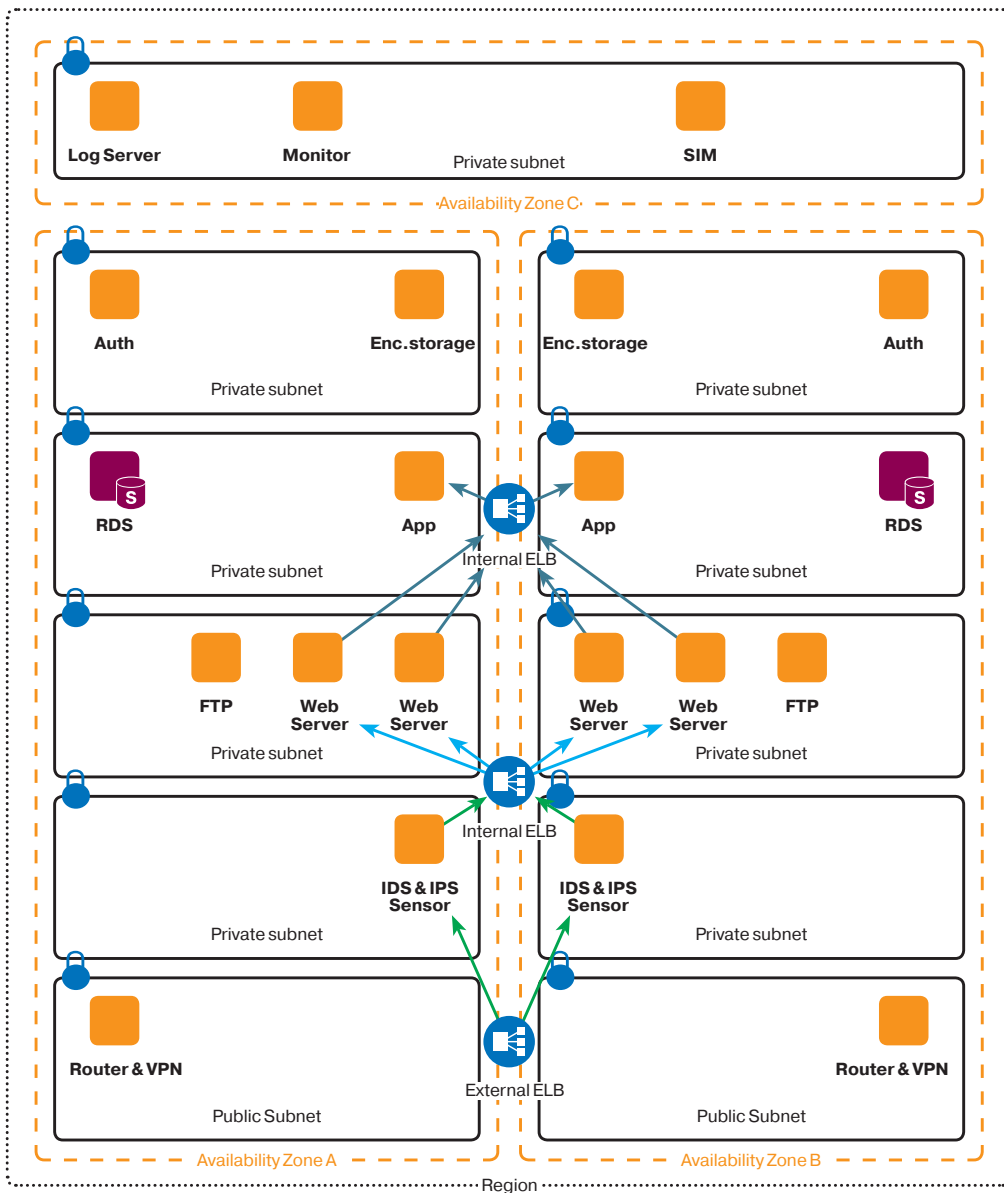 Log Server
Monitor
SIM
Private subnet
Availability Zone C
Auth
Enc.storage
Private subnet
Enc.storage
Auth
Private subnet
S
RDS
App
Private subnet
Internal ELB
App
S
RDS
Private subnet
FTP
Web
Server
Web
Server
Private subnet
Web
Server
Web
Server
FTP
Private subnet
Internal ELB
IDS & IPS
Sensor
Private subnet
IDS & IPS
Sensor
Private subnet
Router & VPN
Public Subnet
External ELB
Router & VPN
Public Subnet
Availability Zone A
Availability Zone B
Region